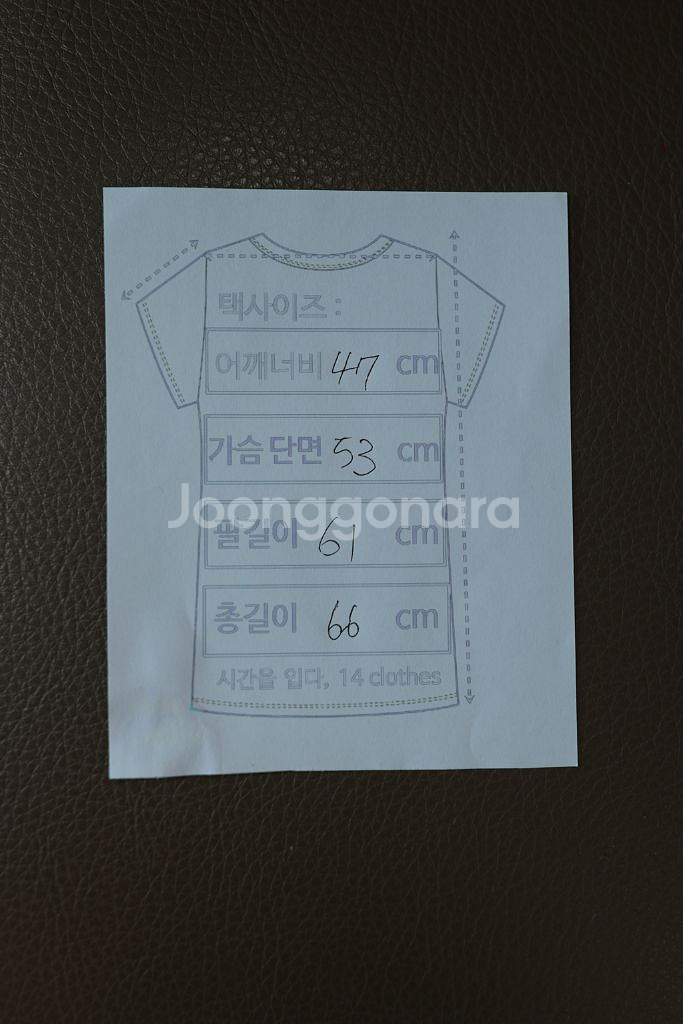 택사이즈 :
어깨너비 47 cm
가슴 단면 53 cm
Joonggonara
팔길이 61 cm
총길이 66 cm
시간을 입다, 14 clothes